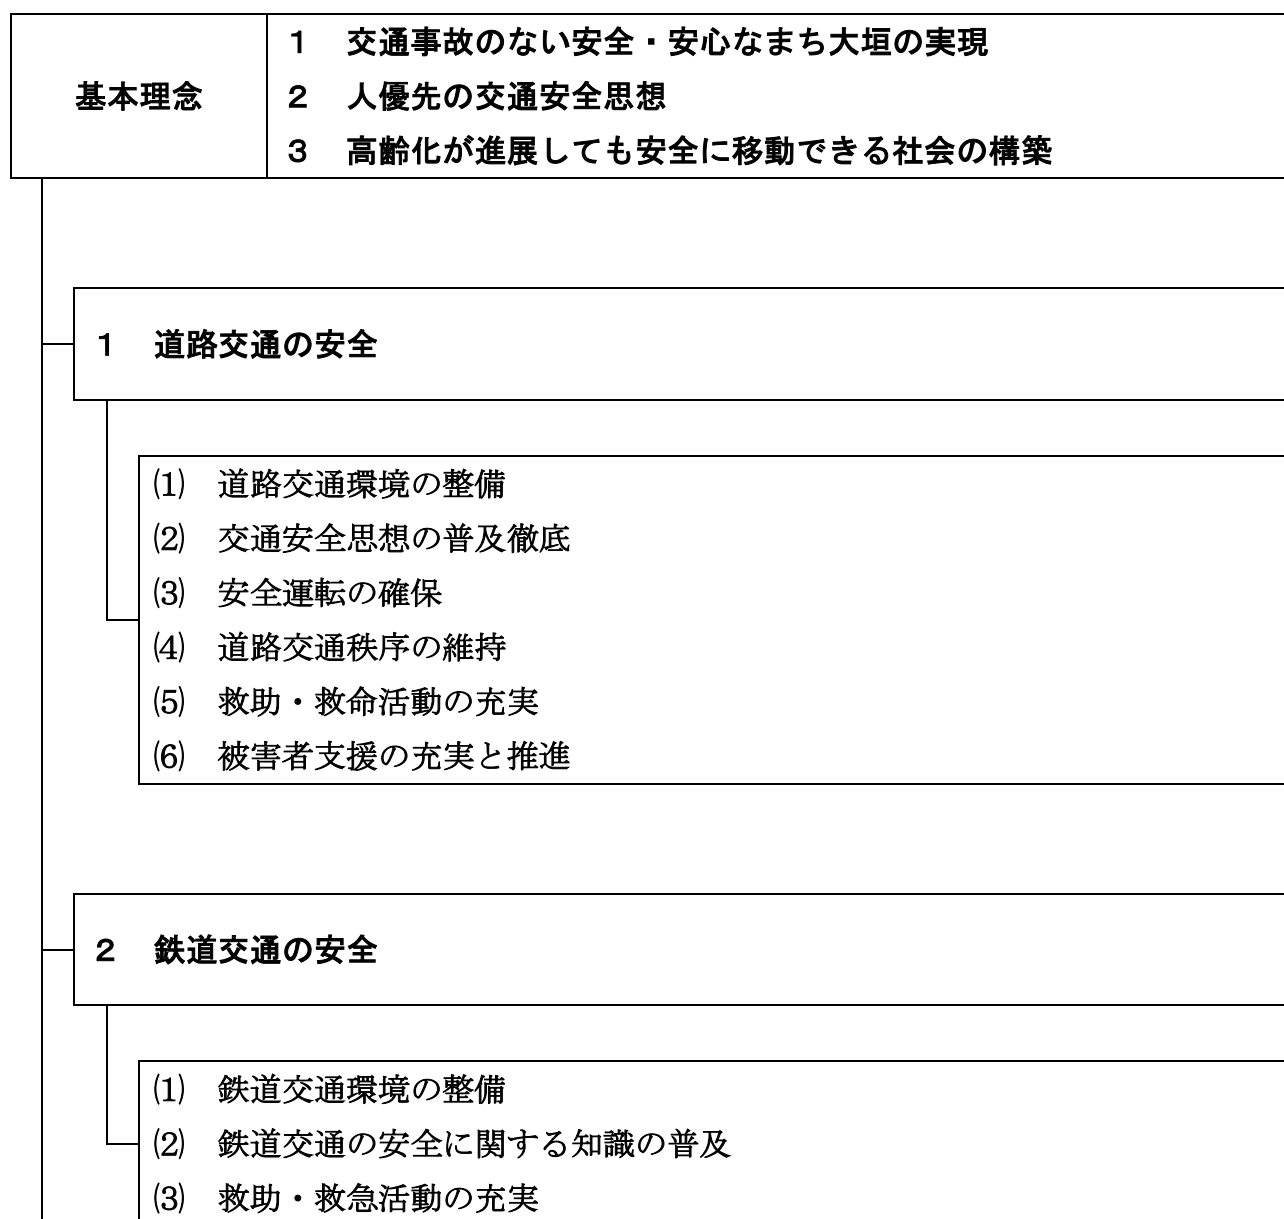 基本理念
１　交通事故のない安全・安心なまち大垣の実現
２　人優先の交通安全思想
３　高齢化が進展しても安全に移動できる社会の構築
１　道路交通の安全
⑴　道路交通環境の整備
⑵　交通安全思想の普及徹底
⑶　安全運転の確保
⑷　道路交通秩序の維持
⑸　救助・救命活動の充実
⑹　被害者支援の充実と推進
２　鉄道交通の安全
⑴　鉄道交通環境の整備
⑵　鉄道交通の安全に関する知識の普及
⑶　救助・救急活動の充実